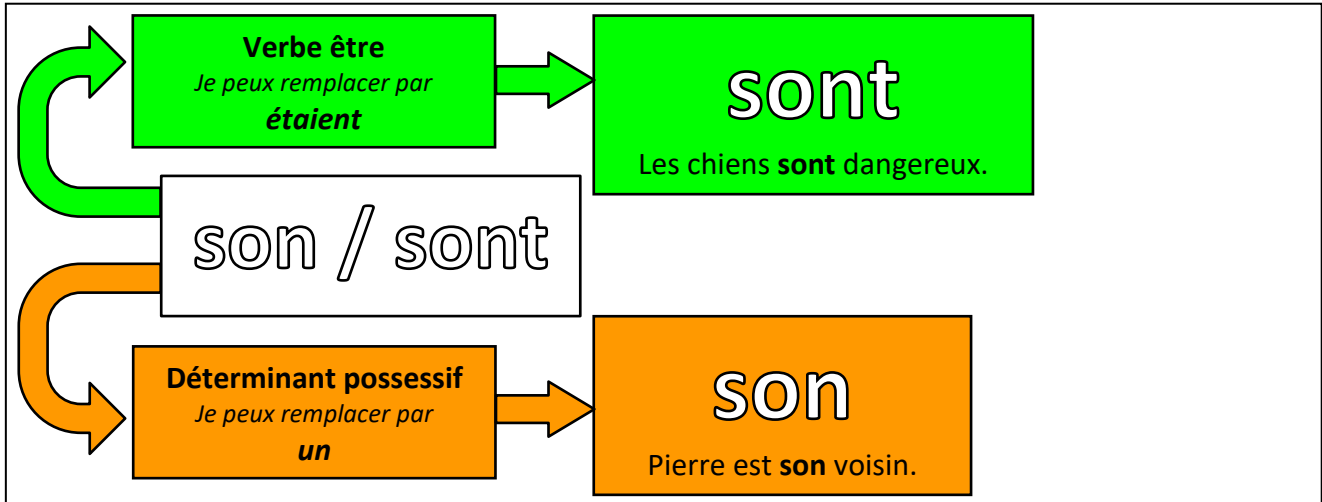 Verbe être
Je peux remplacer par
étaient
sont
Les chiens sont dangereux.
son / sont
Déterminant possessif
Je peux remplacer par
un
son
Pierre est son voisin.